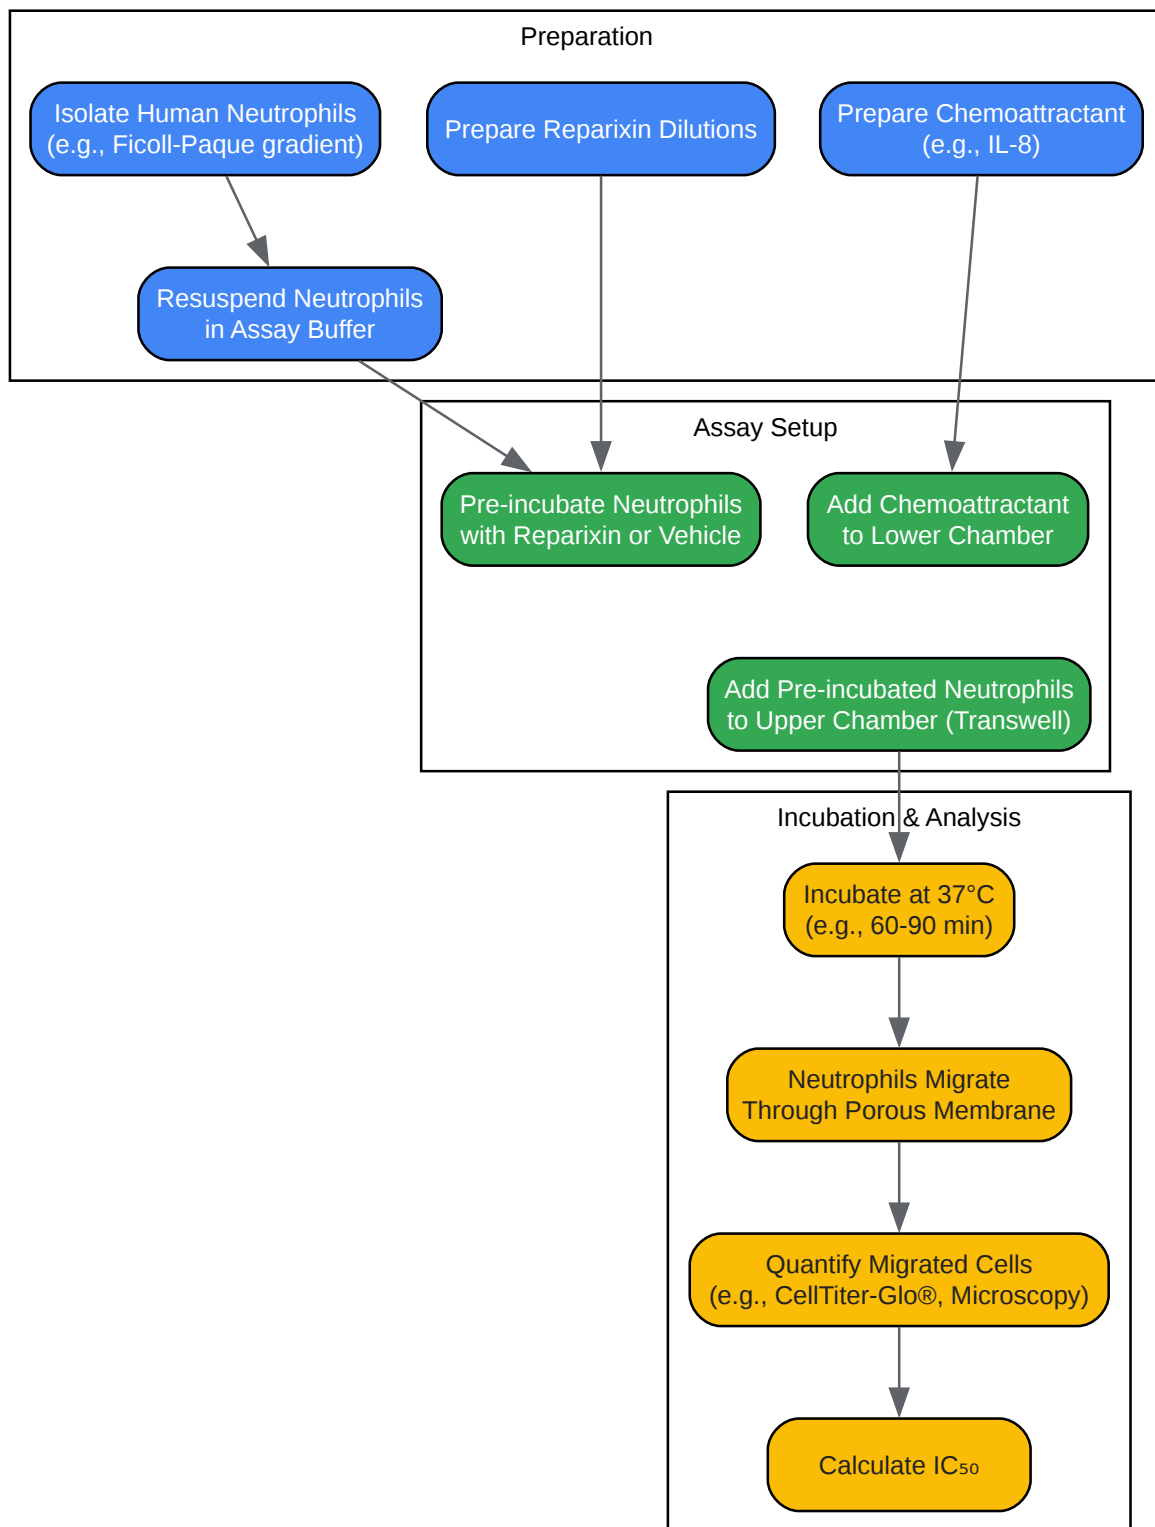 Preparation
Isolate Human Neutrophils
(e.g., Ficoll-Paque gradient)
Prepare Reparixin Dilutions
Prepare Chemoattractant
(e.g., IL-8)
Resuspend Neutrophils
in Assay Buffer
Assay Setup
Pre-incubate Neutrophils
with Reparixin or Vehicle
Add Chemoattractant
to Lower Chamber
Add Pre-incubated Neutrophils
to Upper Chamber (Transwell)
Incubation & Analysis
Incubate at 37°C
(e.g., 60-90 min)
Neutrophils Migrate
Through Porous Membrane
Quantify Migrated Cells
(e.g., CellTiter-Glo®, Microscopy)
Calculate IC₅₀